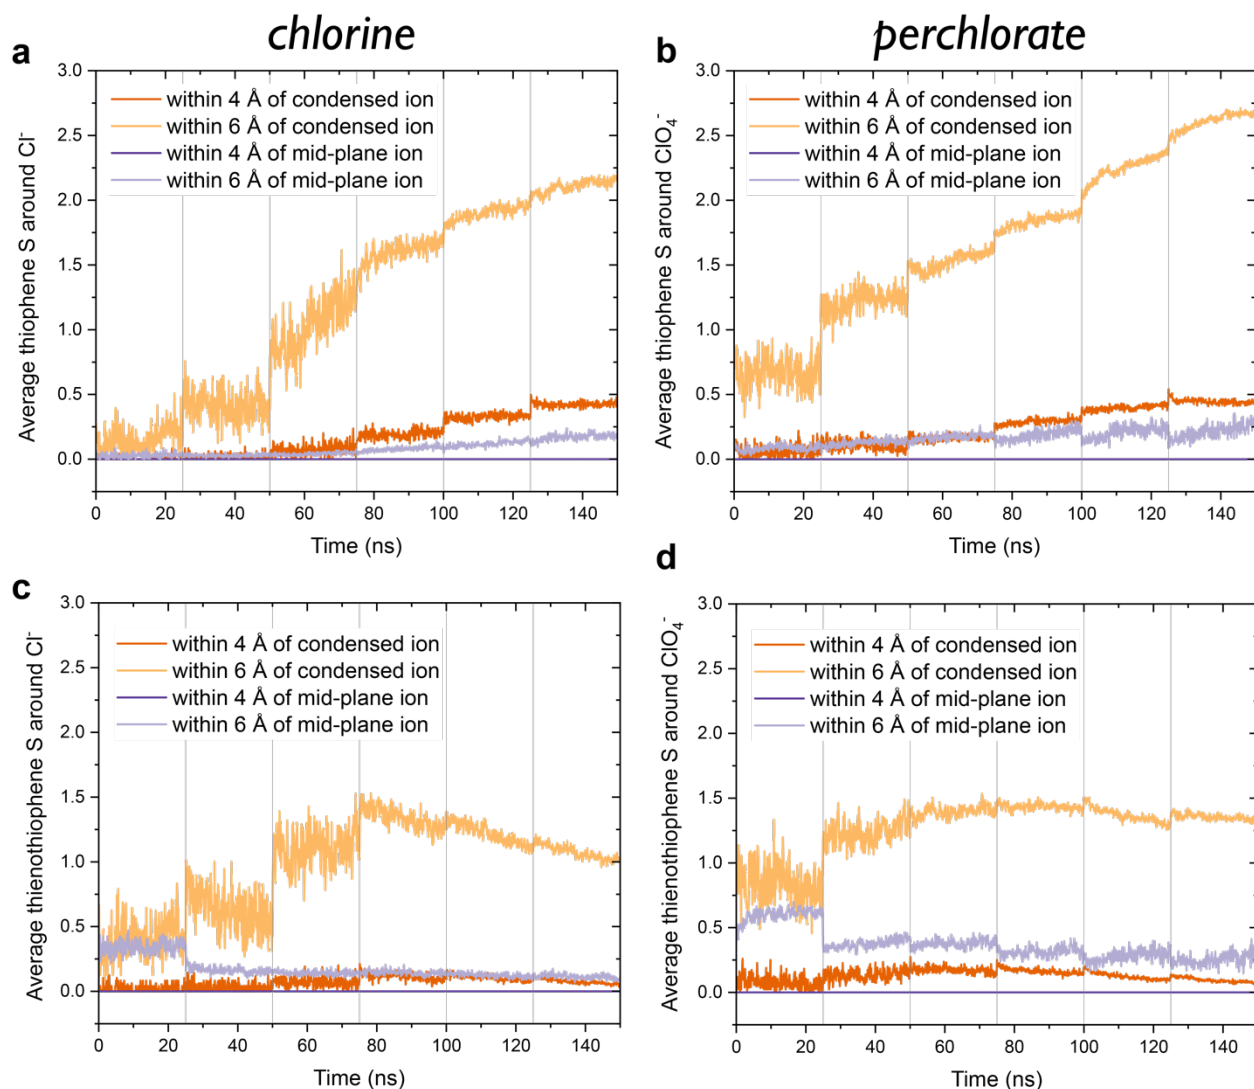 chlorine
perchlorate
a
3.0
2.5
2.0
1.5
1.0
0.5
0.0
Average thiophene S around Cl⁻
within 4 Å of condensed ion
within 6 Å of condensed ion
within 4 Å of mid-plane ion
within 6 Å of mid-plane ion
0 20 40 60 80 100 120 140
Time (ns)
b
3.0
2.5
2.0
1.5
1.0
0.5
0.0
Average thiophene S around ClO₄⁻
within 4 Å of condensed ion
within 6 Å of condensed ion
within 4 Å of mid-plane ion
within 6 Å of mid-plane ion
0 20 40 60 80 100 120 140
Time (ns)
c
3.0
2.5
2.0
1.5
1.0
0.5
0.0
Average thienothiophene S around Cl⁻
within 4 Å of condensed ion
within 6 Å of condensed ion
within 4 Å of mid-plane ion
within 6 Å of mid-plane ion
0 20 40 60 80 100 120 140
Time (ns)
d
3.0
2.5
2.0
1.5
1.0
0.5
0.0
Average thienothiophene S around ClO₄⁻
within 4 Å of condensed ion
within 6 Å of condensed ion
within 4 Å of mid-plane ion
within 6 Å of mid-plane ion
0 20 40 60 80 100 120 140
Time (ns)